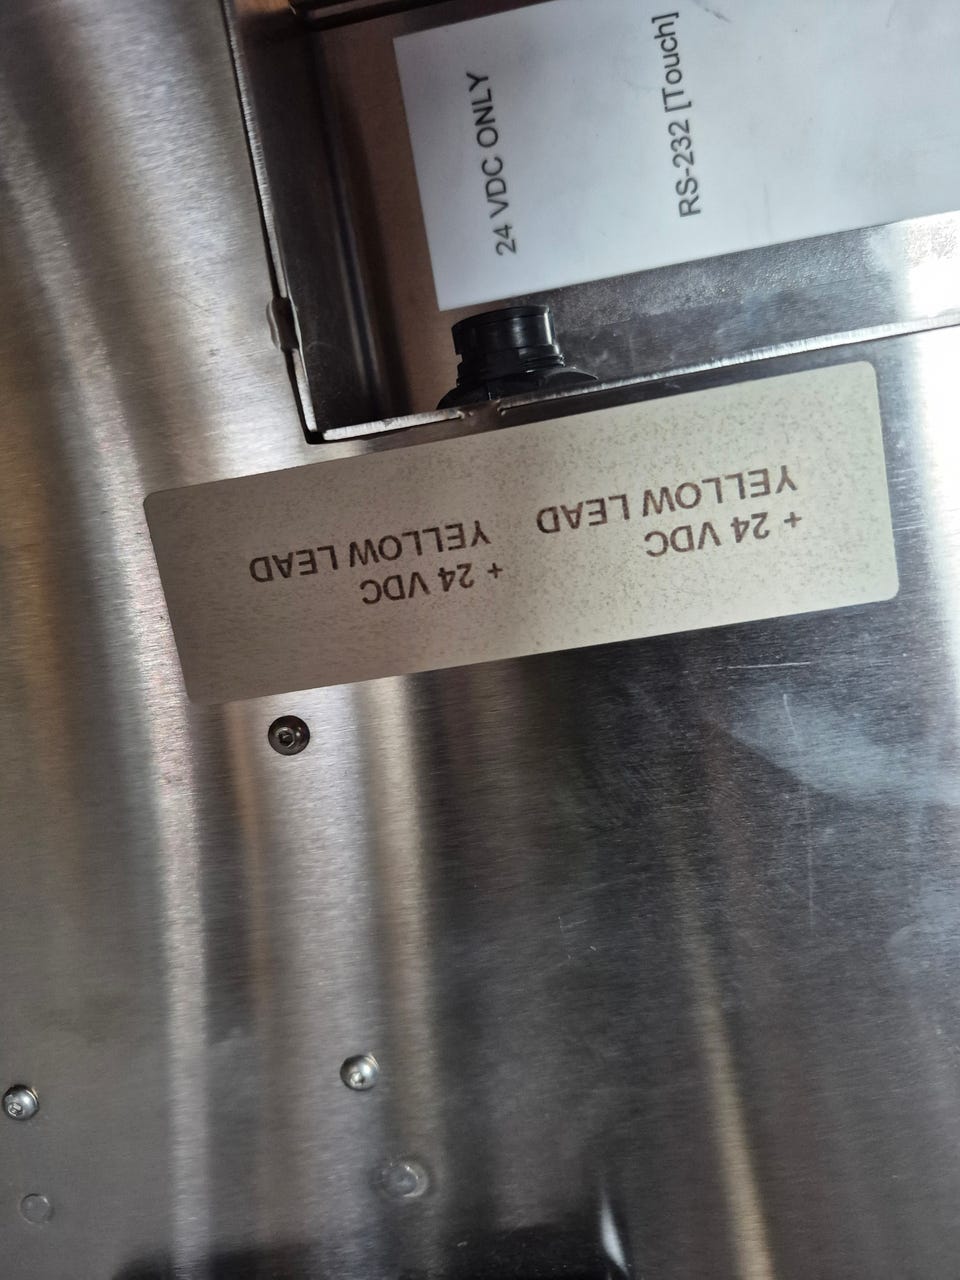 24 VDC ONLY
RS-232 [Touch]
+ 24 VDC
YELLOW LEAD
+ 24 VDC
YELLOW LEAD